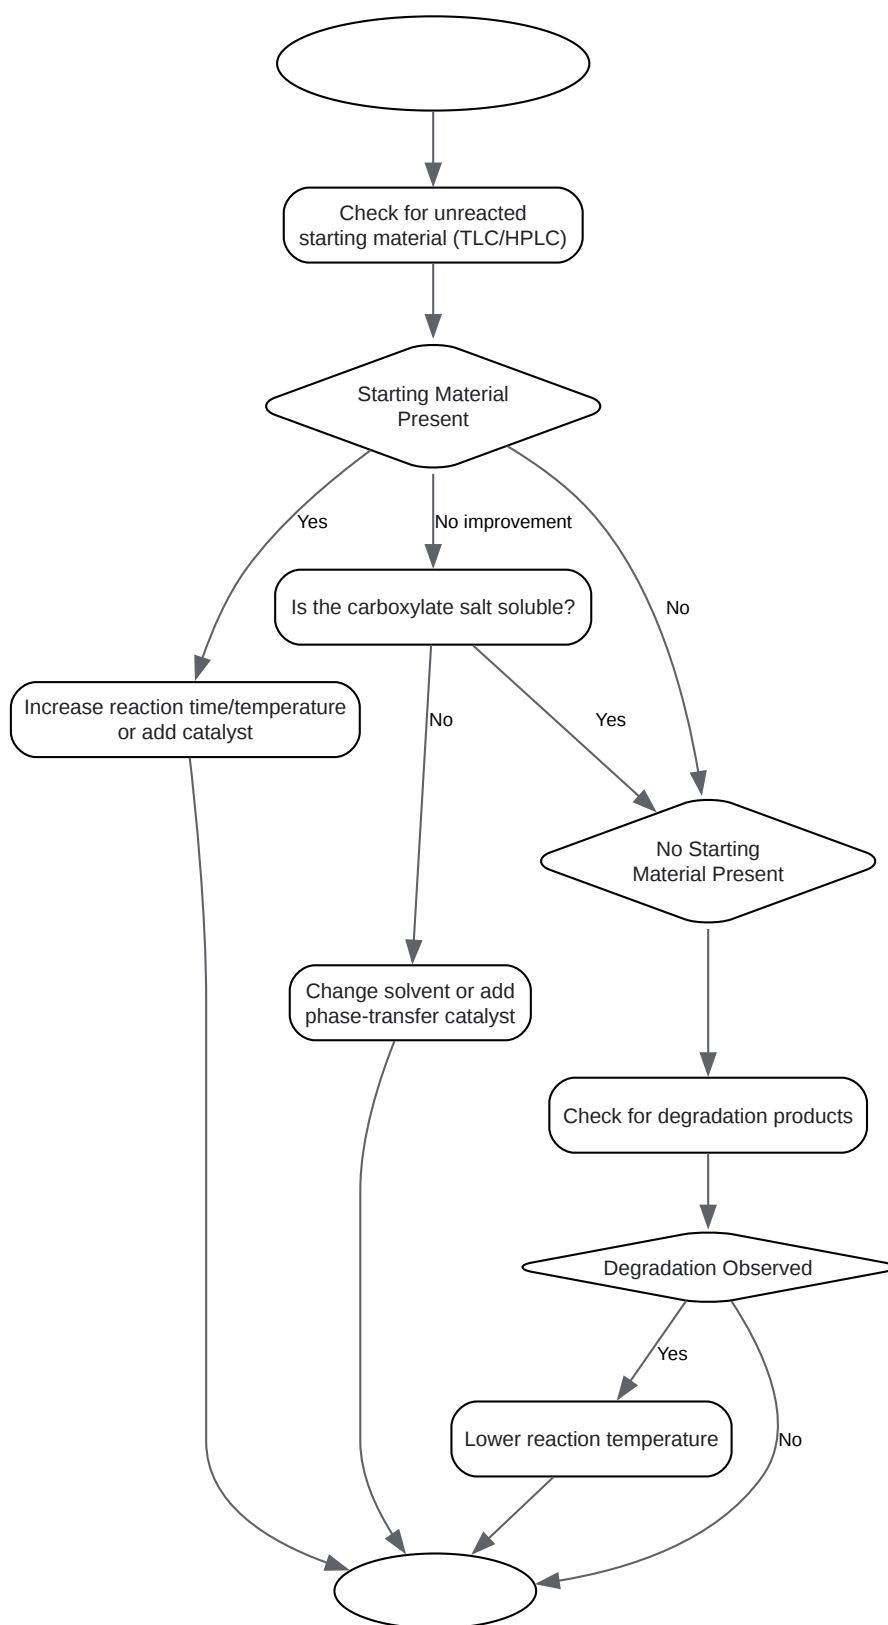 Check for unreacted
starting material (TLC/HPLC)
Starting Material
Present
Yes
No improvement
Is the carboxylate salt soluble?
No
Increase reaction time/temperature
or add catalyst
No
Yes
No Starting
Material Present
Change solvent or add
phase-transfer catalyst
Check for degradation products
Degradation Observed
Yes
Lower reaction temperature
No